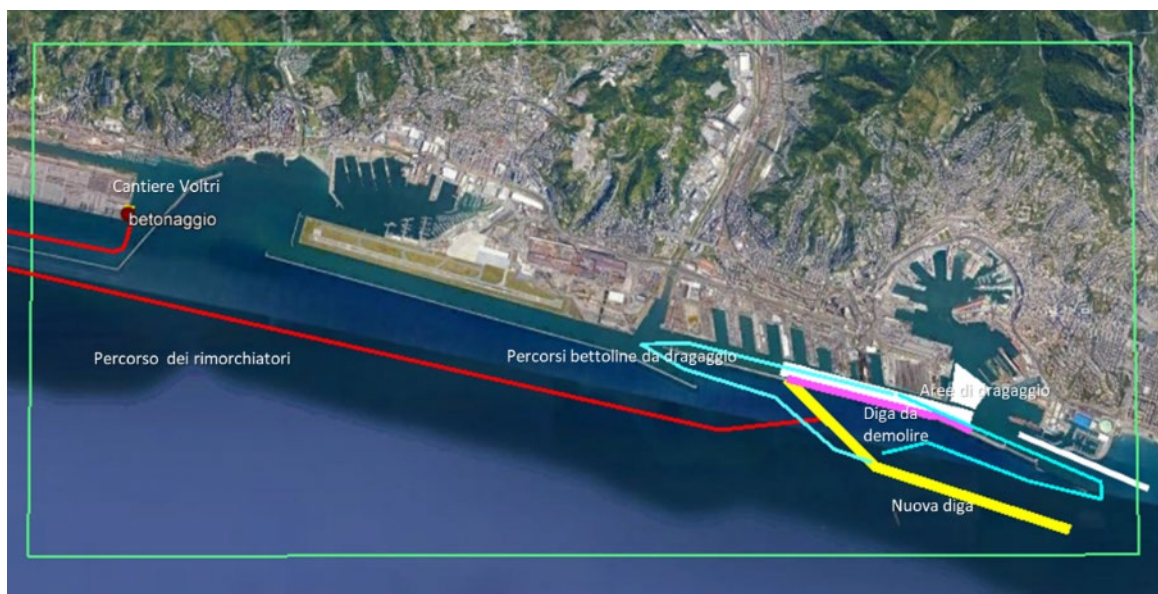 Cantiere Voltri
betonaggio
Percorso dei rimorchiatori
Percorsi bettoline da dragaggio
Aree di dragaggio
Diga da
demolire
Nuova diga